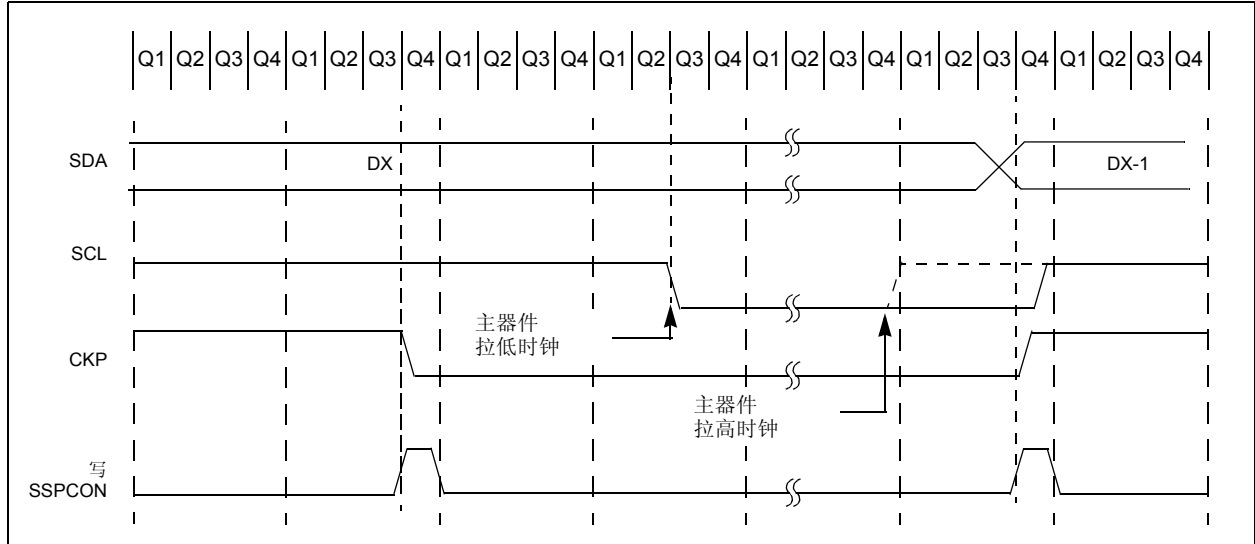 Q1 Q2 Q3 Q4 Q1 Q2 Q3 Q4 Q1 Q2 Q3 Q4 Q1 Q2 Q3 Q4 Q1 Q2 Q3 Q4 Q1 Q2 Q3 Q4 Q1 Q2 Q3 Q4
SDA
DX
DX-1
SCL
主器件
拉低时钟
CKP
主器件
拉高时钟
写
SSPCON